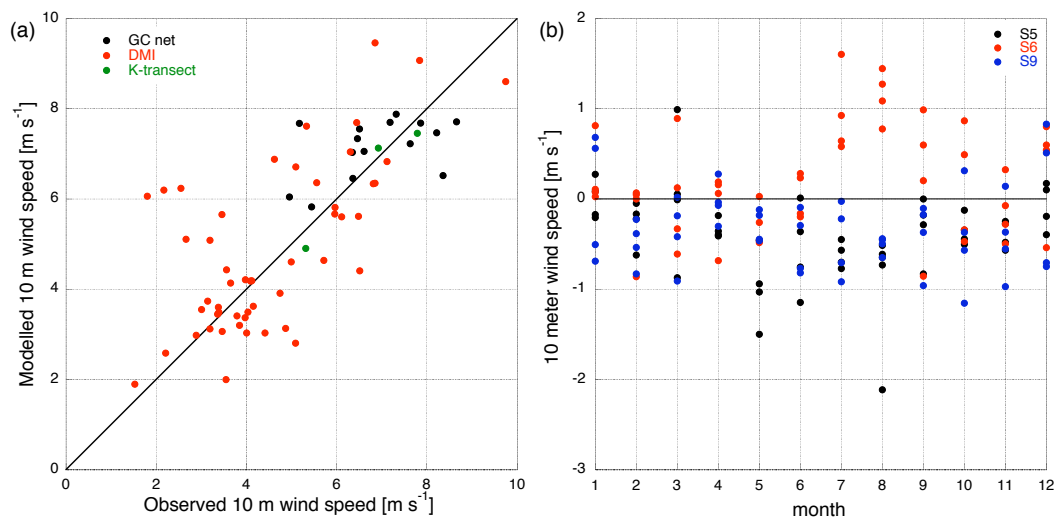 (a)
GC net
DMI
K-transect
Modelled 10 m wind speed [m s⁻¹]
10
8
6
4
2
0
0 2 4 6 8 10
Observed 10 m wind speed [m s⁻¹]
(b)
S5
S6
S9
10 meter wind speed [m s⁻¹]
2
1
0
-1
-2
-3
1 2 3 4 5 6 7 8 9 10 11 12
month